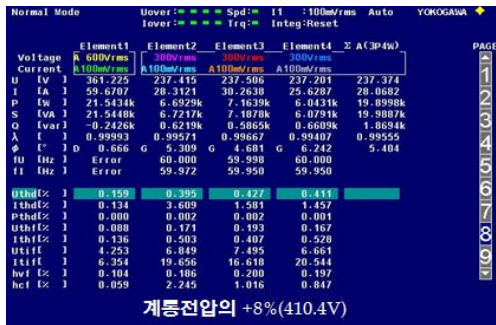 Normal Mode Uover: Spd= I1 :100mVrms Auto YOKOGAWA
Iover: Trq= Integ:Reset
Element1 Element2 Element3 Element4 Σ A(3P4W) PAGE
Voltage A 600Vrms 300Vrms 300Vrms 300Vrms
Current A100mVrms A100mVrms A100mVrms A100mVrms
U [V ] 361.225 237.415 237.506 237.201 237.374
I [A ] 59.6707 28.3121 30.2638 25.6287 28.0682
P [W ] 21.5434k 6.6929k 7.1639k 6.0431k 19.8998k
S [VA ] 21.5448k 6.7217k 7.1878k 6.0791k 19.9887k
Q [var] -0.2426k 0.6219k 0.5865k 0.6609k 1.8694k
λ [ ] 0.99993 0.99571 0.99667 0.99407 0.99555
φ [° ] D 0.666 G 5.309 G 4.681 G 6.242 5.404
fU [Hz ] Error 60.000 59.998 60.000
fI [Hz ] Error 59.972 59.950 59.950
Uthd[% ] 0.159 0.395 0.427 0.411
Ithd[% ] 0.134 3.609 1.581 1.457
Pthd[% ] 0.000 0.002 0.002 0.001
Uthf[% ] 0.088 0.171 0.193 0.167
Ithf[% ] 0.136 0.503 0.407 0.528
Utif[ ] 4.253 6.849 7.495 6.661
Itif[ ] 6.354 19.656 16.618 20.544
hvf [% ] 0.104 0.186 0.200 0.197
hcf [% ] 0.059 2.245 1.016 0.847
1
2
3
4
5
6
7
8
9
계통전압의 +8%(410.4V)